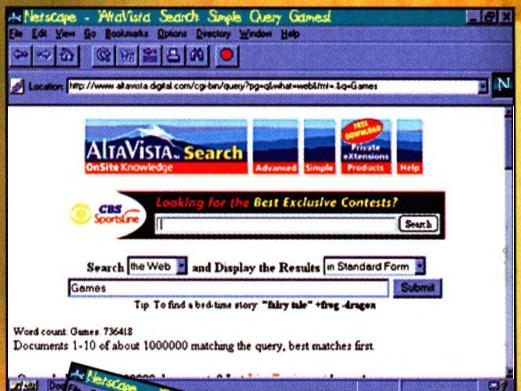 Netscape - [AltaVista Search: Simple Query Games]
File Edit View Go Bookmarks Options Directory Window Help
Location: http://www.altavista.digital.com/cgi-bin/query?pg=q&what=web&fmt=.&q=Games
N
ALTAVISTA™ Search
OnSite Knowledge
Advanced
Simple
FREE DOWNLOAD
Private eXtensions
Products
Help
CBS SportsLine
Looking for the Best Exclusive Contests?
Search
Search the Web and Display the Results in Standard Form
Games
Submit
Tip: To find a bed-time story: "fairy tale" +frog -dragon
Word count: Games: 736418
Documents 1-10 of about 1000000 matching the query, best matches first.
Netscape